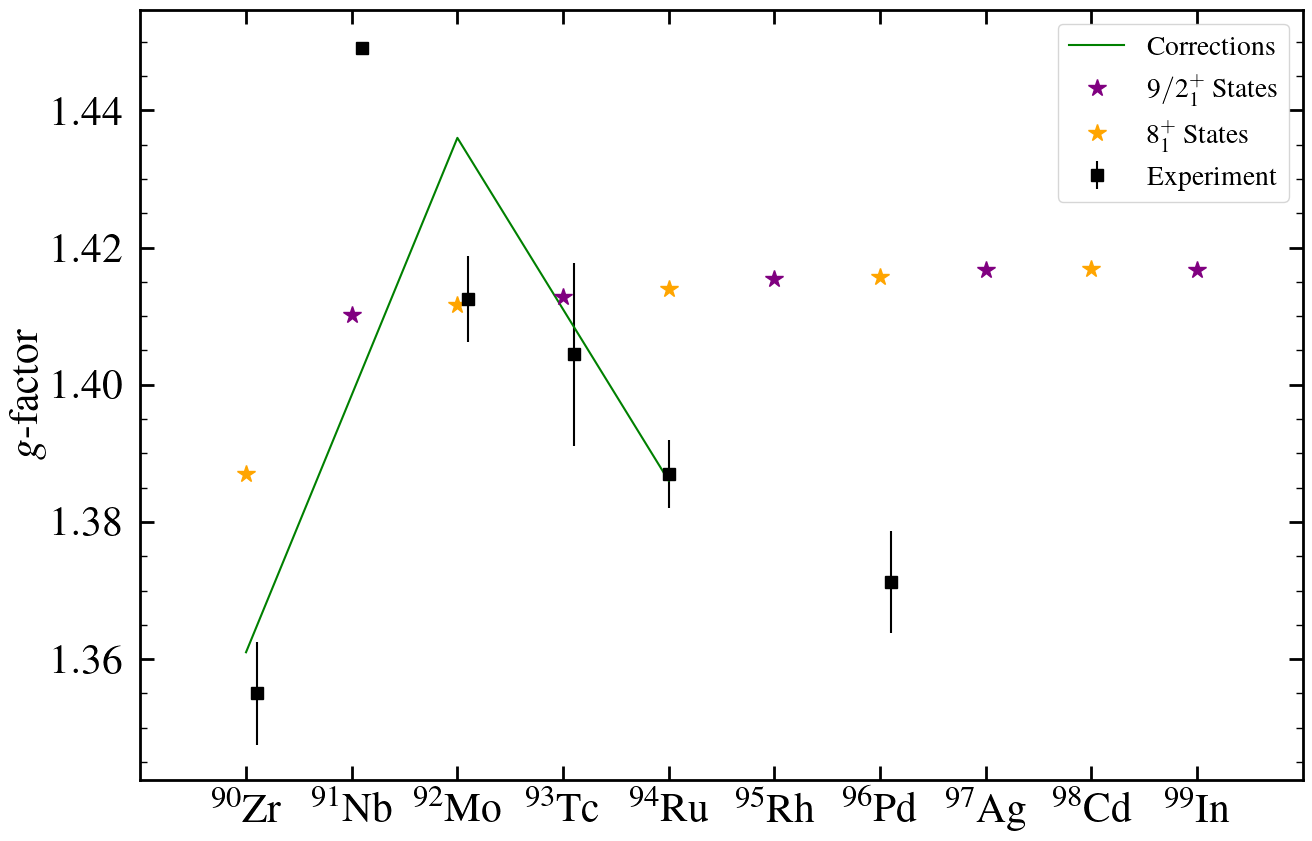 Corrections
9/2₁⁺ States
8₁⁺ States
Experiment
g-factor
1.44
1.42
1.40
1.38
1.36
⁹⁰Zr ⁹¹Nb ⁹²Mo ⁹³Tc ⁹⁴Ru ⁹⁵Rh ⁹⁶Pd ⁹⁷Ag ⁹⁸Cd ⁹⁹In